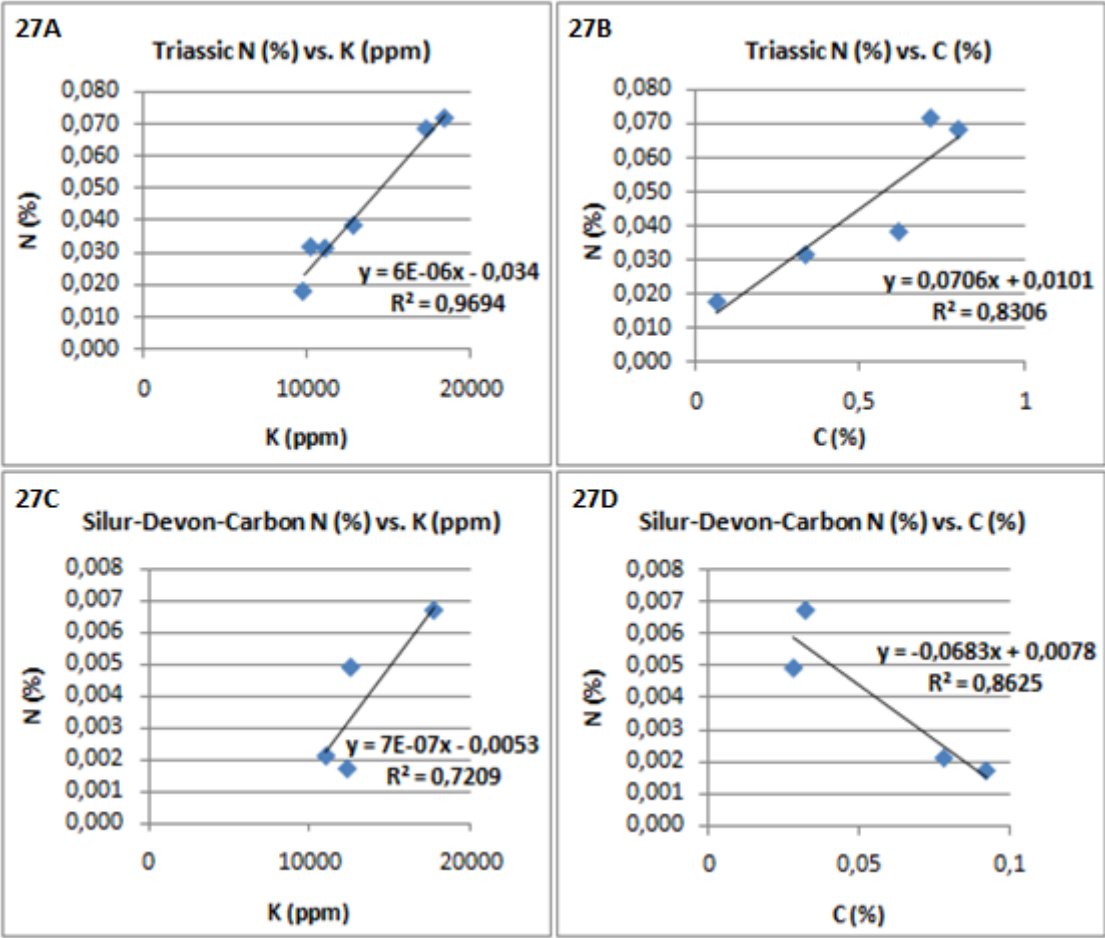 27A
Triassic N (%) vs. K (ppm)
0,080
0,070
0,060
0,050
0,040
0,030
0,020
0,010
0,000
N (%)
y = 6E-06x - 0,034
R² = 0,9694
0 10000 20000
K (ppm)
27B
Triassic N (%) vs. C (%)
0,080
0,070
0,060
0,050
0,040
0,030
0,020
0,010
0,000
N (%)
y = 0,0706x + 0,0101
R² = 0,8306
0 0,5 1
C (%)
27C
Silur-Devon-Carbon N (%) vs. K (ppm)
0,008
0,007
0,006
0,005
0,004
0,003
0,002
0,001
0,000
N (%)
y = 7E-07x - 0,0053
R² = 0,7209
0 10000 20000
K (ppm)
27D
Silur-Devon-Carbon N (%) vs. C (%)
0,008
0,007
0,006
0,005
0,004
0,003
0,002
0,001
0,000
N (%)
y = -0,0683x + 0,0078
R² = 0,8625
0 0,05 0,1
C (%)